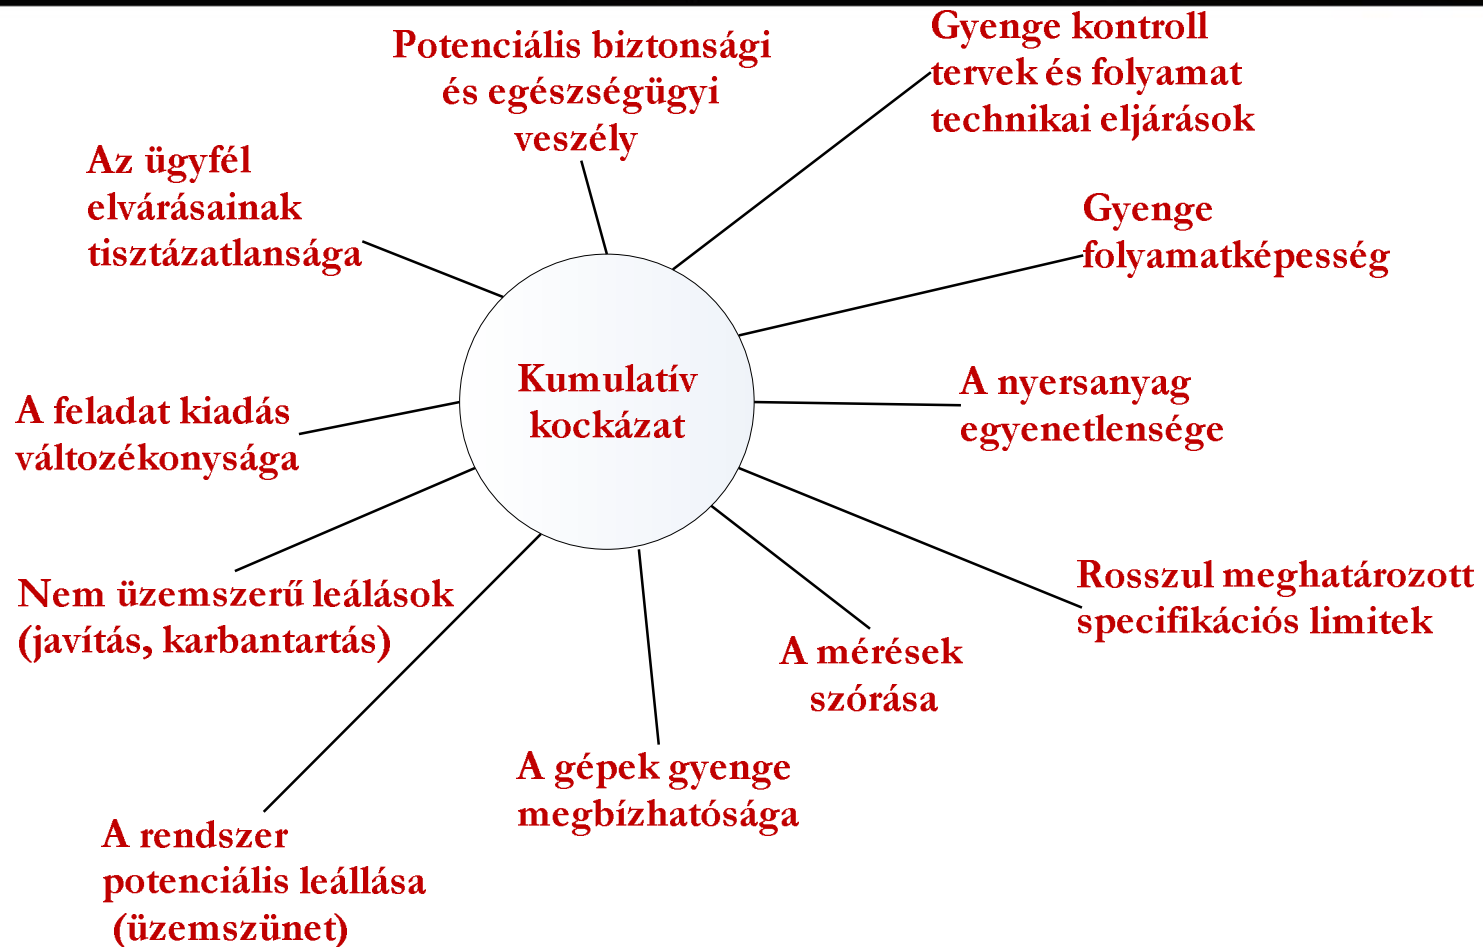 Potenciális biztonsági
és egészségügyi
veszély
Gyenge kontroll
tervek és folyamat
technikai eljárások
Az ügyfél
elvárásainak
tisztázatlansága
Gyenge
folyamatképesség
Kumulatív
kockázat
A nyersanyag
egyenetlensége
A feladat kiadás
változékonysága
Nem üzemszerű leálások
(javítás, karbantartás)
Rosszul meghatározott
specifikációs limitek
A mérések
szórása
A gépek gyenge
megbízhatósága
A rendszer
potenciális leállása
(üzemszünet)